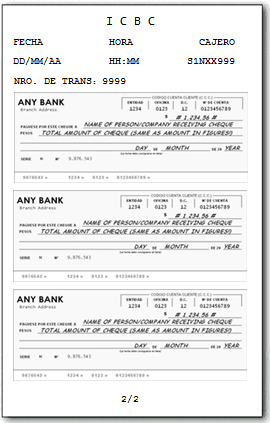 I C B C
FECHA HORA CAJERO
DD/MM/AA HH:MM S1NXX999
NRO. DE TRANS: 9999
CODIGO CUENTA CLIENTE (C.C.C.)
ANY BANK ENTIDAD OFICINA D.C. Nº DE CUENTA
Branch Address 1234 0123 12 0123456789
$ # 1.234,56 #
PAGUESE POR ESTE CHEQUE A NAME OF PERSON/COMPANY RECEIVING CHEQUE
PESOS TOTAL AMOUNT OF CHEQUE (SAME AS AMOUNT IN FIGURES)
DAY DE MONTH DE 20 YEAR
SERIE H Nº 9,876.543
9876543 1234 0123 0123456789
CODIGO CUENTA CLIENTE (C.C.C.)
ANY BANK ENTIDAD OFICINA D.C. Nº DE CUENTA
Branch Address 1234 0123 12 0123456789
$ # 1.234,56 #
PAGUESE POR ESTE CHEQUE A NAME OF PERSON/COMPANY RECEIVING CHEQUE
PESOS TOTAL AMOUNT OF CHEQUE (SAME AS AMOUNT IN FIGURES)
DAY DE MONTH DE 20 YEAR
SERIE H Nº 9,876.543
9876543 1234 0123 0123456789
CODIGO CUENTA CLIENTE (C.C.C.)
ANY BANK ENTIDAD OFICINA D.C. Nº DE CUENTA
Branch Address 1234 0123 12 0123456789
$ # 1.234,56 #
PAGUESE POR ESTE CHEQUE A NAME OF PERSON/COMPANY RECEIVING CHEQUE
PESOS TOTAL AMOUNT OF CHEQUE (SAME AS AMOUNT IN FIGURES)
DAY DE MONTH DE 20 YEAR
SERIE H Nº 9,876.543
9876543 1234 0123 0123456789
2/2